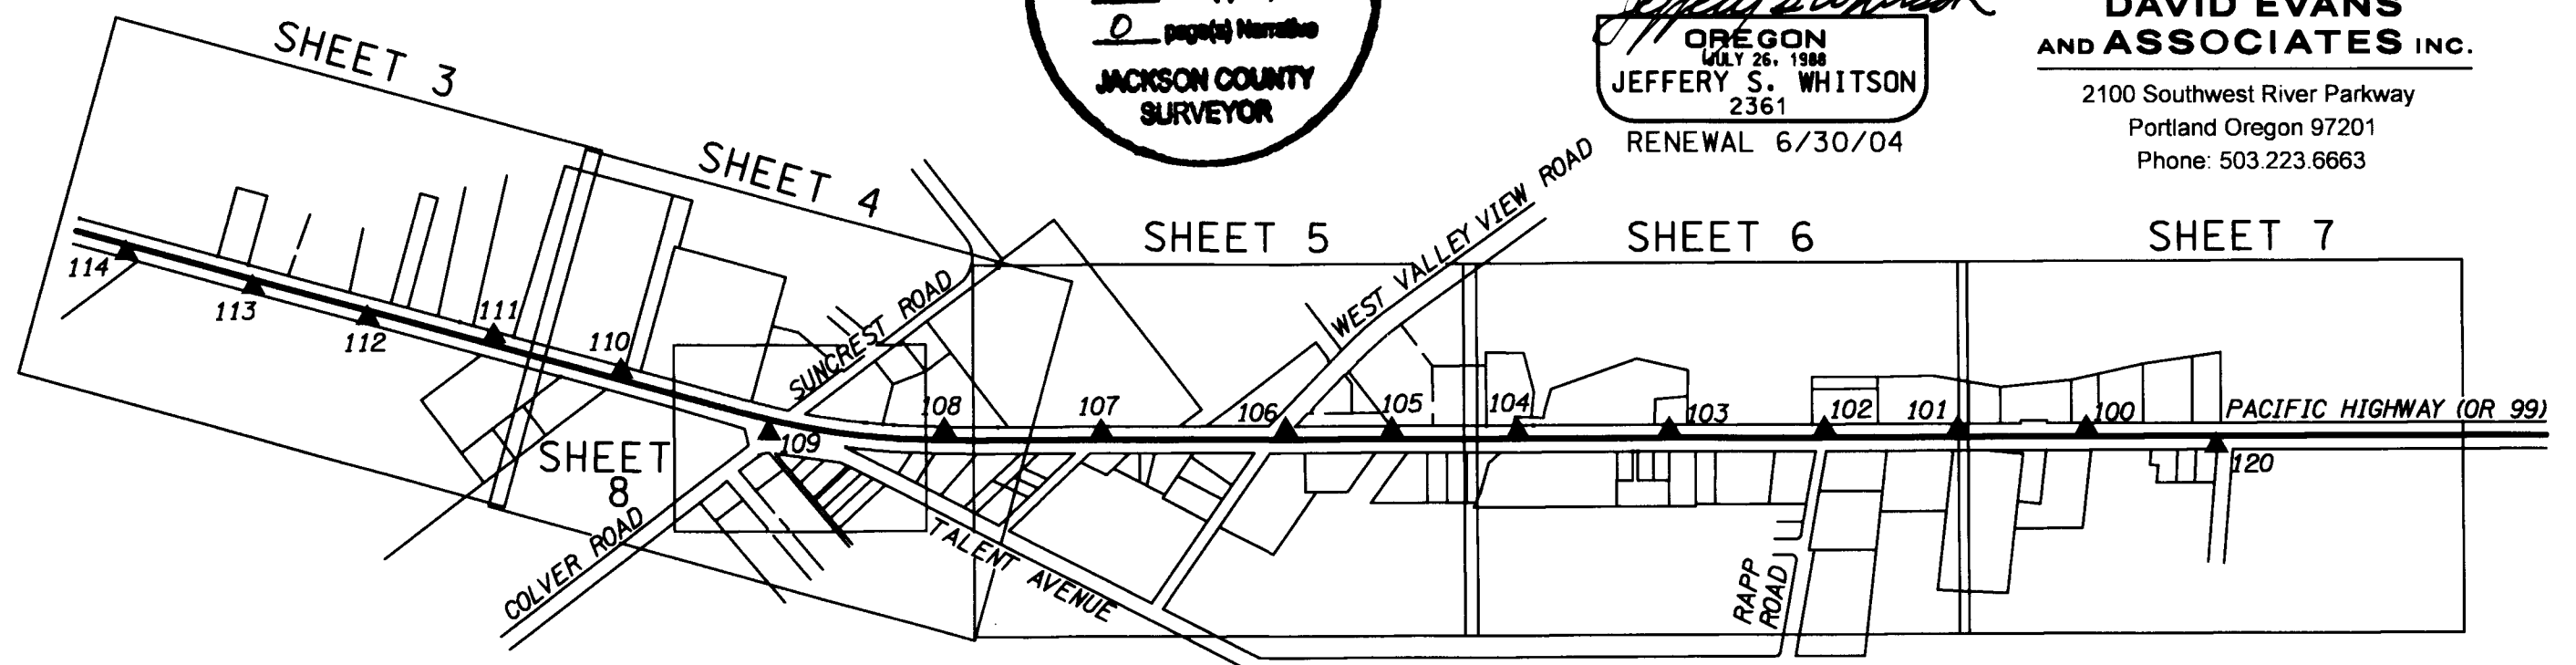 0 page(s) Narrative
JACKSON COUNTY
SURVEYOR
OREGON
JULY 26, 1988
JEFFERY S. WHITSON
2361
RENEWAL 6/30/04
DAVID EVANS
AND ASSOCIATES INC.
2100 Southwest River Parkway
Portland Oregon 97201
Phone: 503.223.6663
SHEET 3
SHEET 4
SHEET 5
SHEET 6
SHEET 7
SHEET
8
114
113
112
111
110
109
108
107
106
105
104
103
102
101
100
120
SUNCREST ROAD
WEST VALLEY VIEW ROAD
PACIFIC HIGHWAY (OR 99)
COLVER ROAD
TALENT AVENUE
RAPP
ROAD